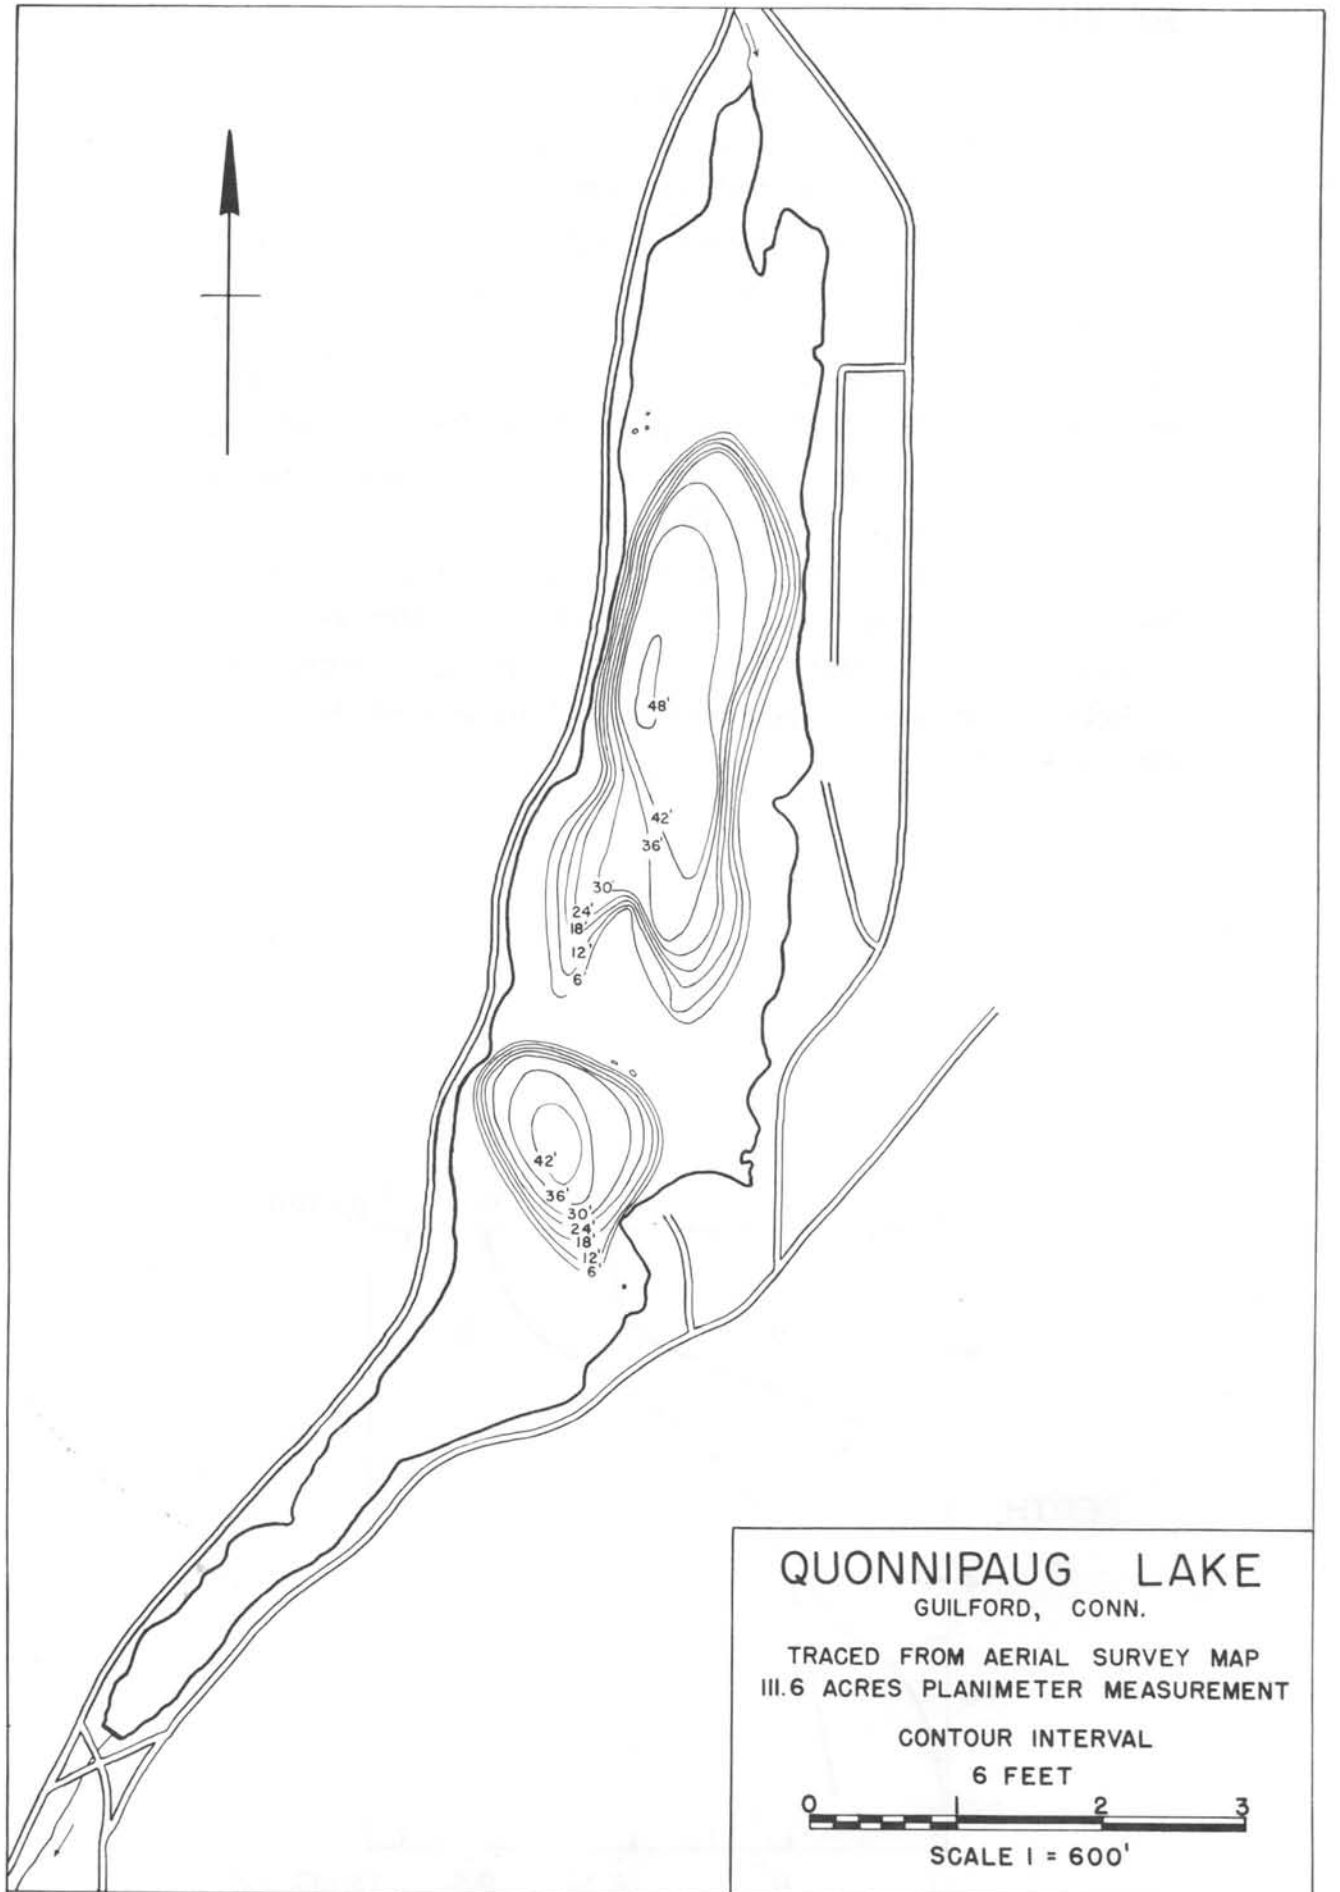 48'
42'
36'
30'
24'
18'
12'
6'
42'
36'
30'
24'
18'
12'
6'
QUONNIPAUG LAKE
GUILFORD, CONN.
TRACED FROM AERIAL SURVEY MAP
111.6 ACRES PLANIMETER MEASUREMENT
CONTOUR INTERVAL
6 FEET
0 1 2 3
SCALE 1 = 600'